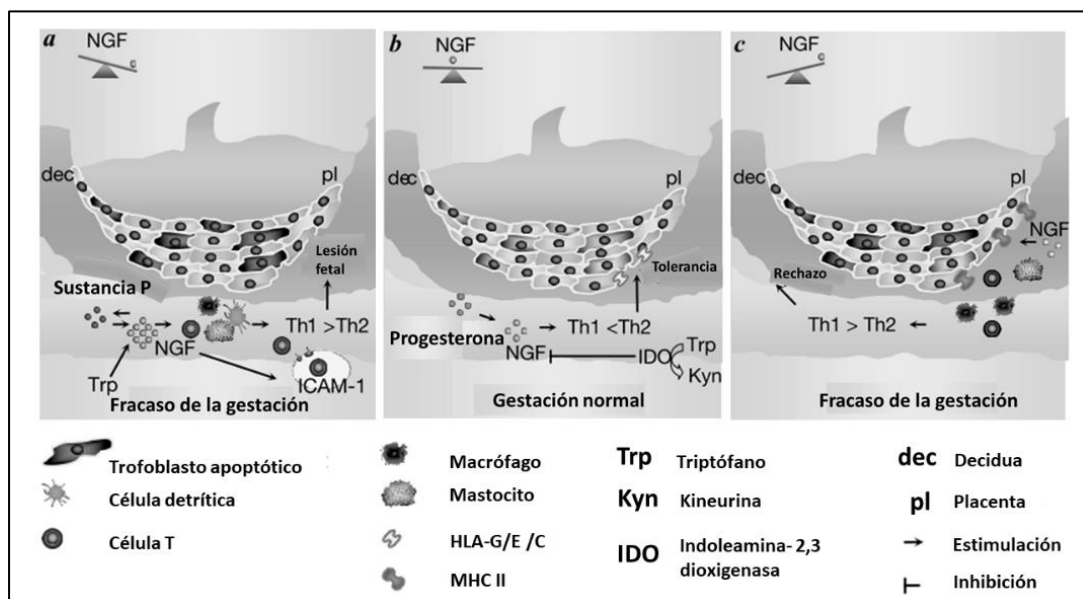 a
NGF
dec
pl
Lesión
fetal
Sustancia P
Th1 >Th2
NGF
Trp
ICAM-1
Fracaso de la gestación
b
NGF
dec
pl
Tolerancia
Progesterona
Th1 <Th2
NGF
IDO
Trp
Kyn
Gestación normal
c
NGF
dec
pl
NGF
Rechazo
Th1 > Th2
Fracaso de la gestación
Trofoblasto apoptótico
Célula detrítica
Célula T
Macrófago
Mastocito
HLA-G/E /C
MHC II
Trp Triptófano
Kyn Kineurina
IDO Indoleamina- 2,3
dioxigenasa
dec Decidua
pl Placenta
Estimulación
Inhibición